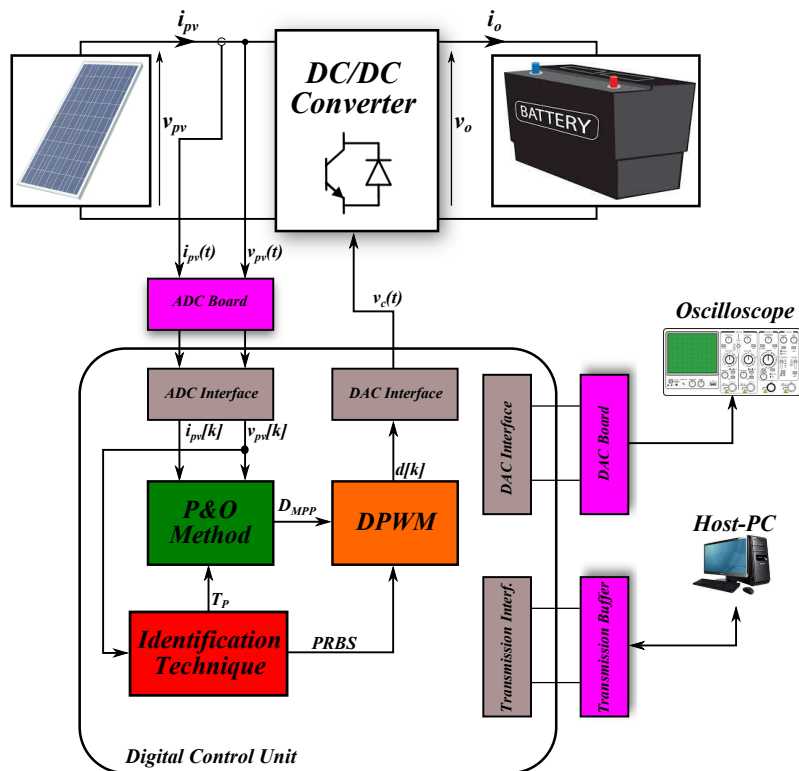 i_pv
i_o
DC/DC
Converter
v_pv
v_o
BATTERY
i_pv(t)
v_pv(t)
ADC Board
v_c(t)
Oscilloscope
ADC Interface
DAC Interface
DAC Interface
DAC Board
i_pv[k]
v_pv[k]
d[k]
P&O
Method
D_MPP
DPWM
Host-PC
T_P
Identification
Technique
PRBS
Transmission Interf.
Transmission Buffer
Digital Control Unit